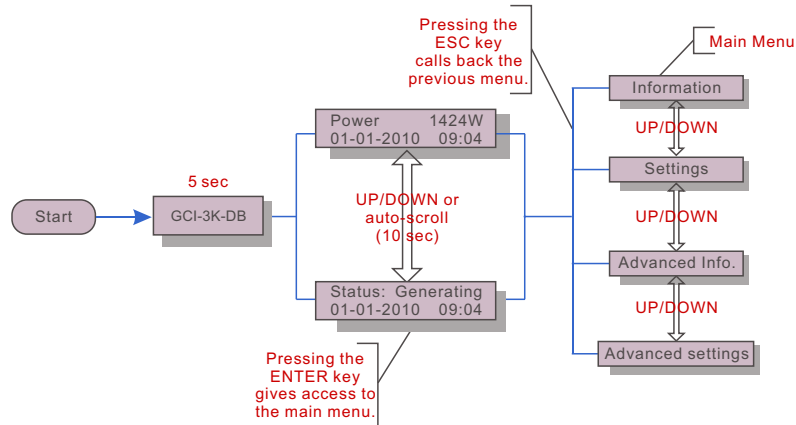 Pressing the
ESC key
calls back the
previous menu.
Main Menu
Information
Power 1424W
01-01-2010 09:04
UP/DOWN
5 sec
Settings
Start
GCI-3K-DB
UP/DOWN or
auto-scroll
(10 sec)
UP/DOWN
Advanced Info.
Status: Generating
01-01-2010 09:04
UP/DOWN
Advanced settings
Pressing the
ENTER key
gives access to
the main menu.